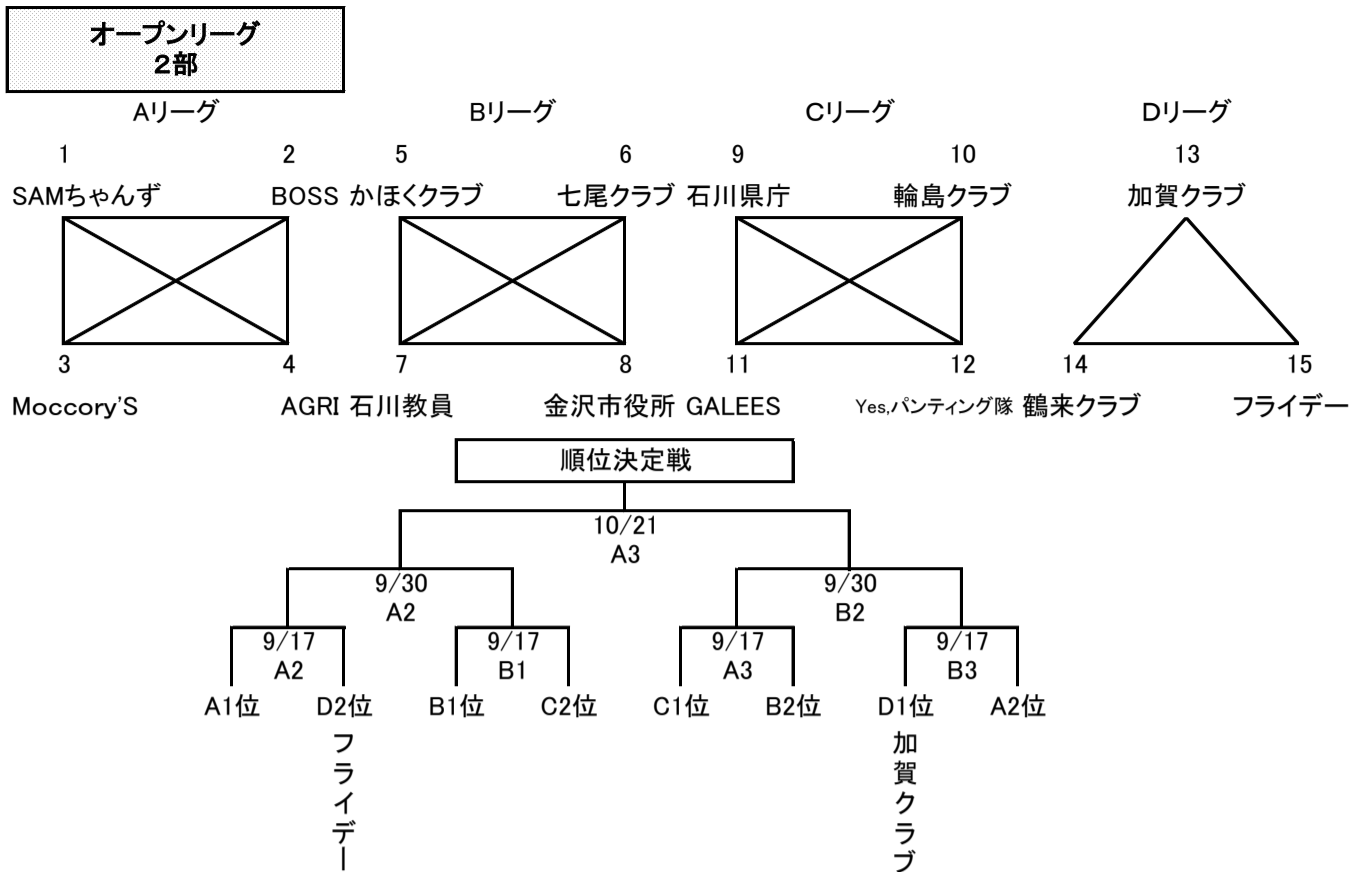 オープンリーグ
２部
Aリーグ Bリーグ Cリーグ Dリーグ
1 2 5 6 9 10 13
SAMちゃんず BOSS かほくクラブ 七尾クラブ 石川県庁 輪島クラブ 加賀クラブ
3 4 7 8 11 12 14 15
Moccory'S AGRI 石川教員 金沢市役所 GALEES Yes,パンティング隊 鶴来クラブ フライデー
順位決定戦
10/21
A3
9/30 9/30
A2 B2
9/17 9/17 9/17 9/17
A2 B1 A3 B3
A1位 D2位 B1位 C2位 C1位 B2位 D1位 A2位
フライデー
加賀クラブ